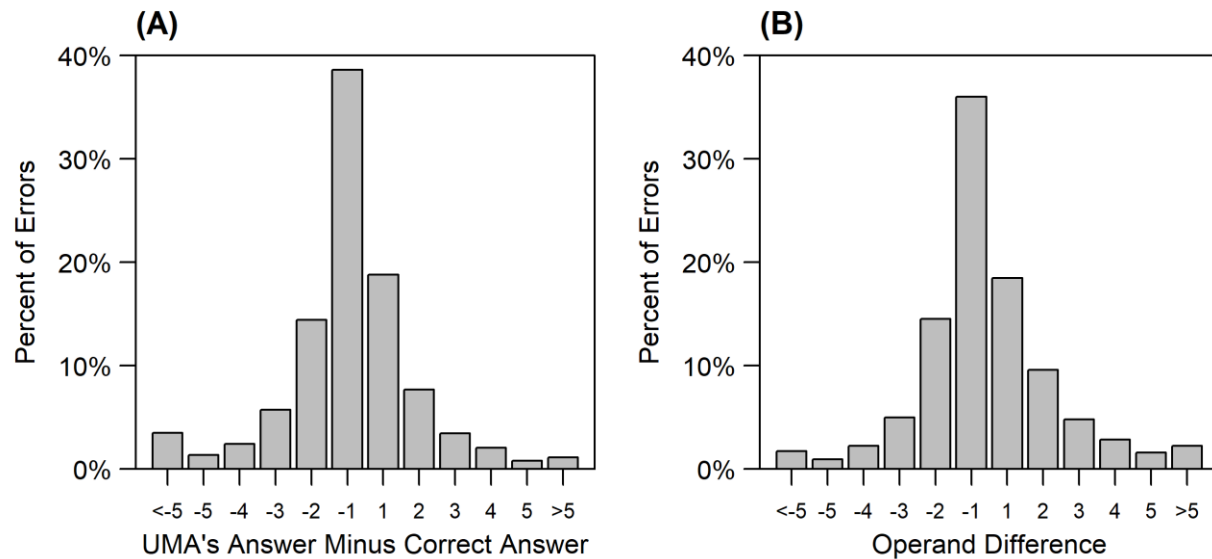 (A)
40%
30%
20%
10%
0%
Percent of Errors
<-5 -5 -4 -3 -2 -1 1 2 3 4 5 >5
UMA's Answer Minus Correct Answer
(B)
40%
30%
20%
10%
0%
Percent of Errors
<-5 -5 -4 -3 -2 -1 1 2 3 4 5 >5
Operand Difference